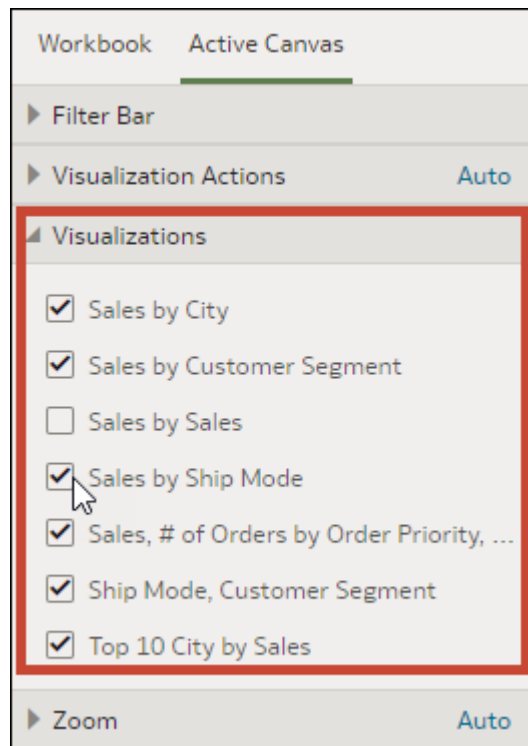 Workbook Active Canvas
Filter Bar
Visualization Actions Auto
Visualizations
Sales by City
Sales by Customer Segment
Sales by Sales
Sales by Ship Mode
Sales, # of Orders by Order Priority, ...
Ship Mode, Customer Segment
Top 10 City by Sales
Zoom Auto